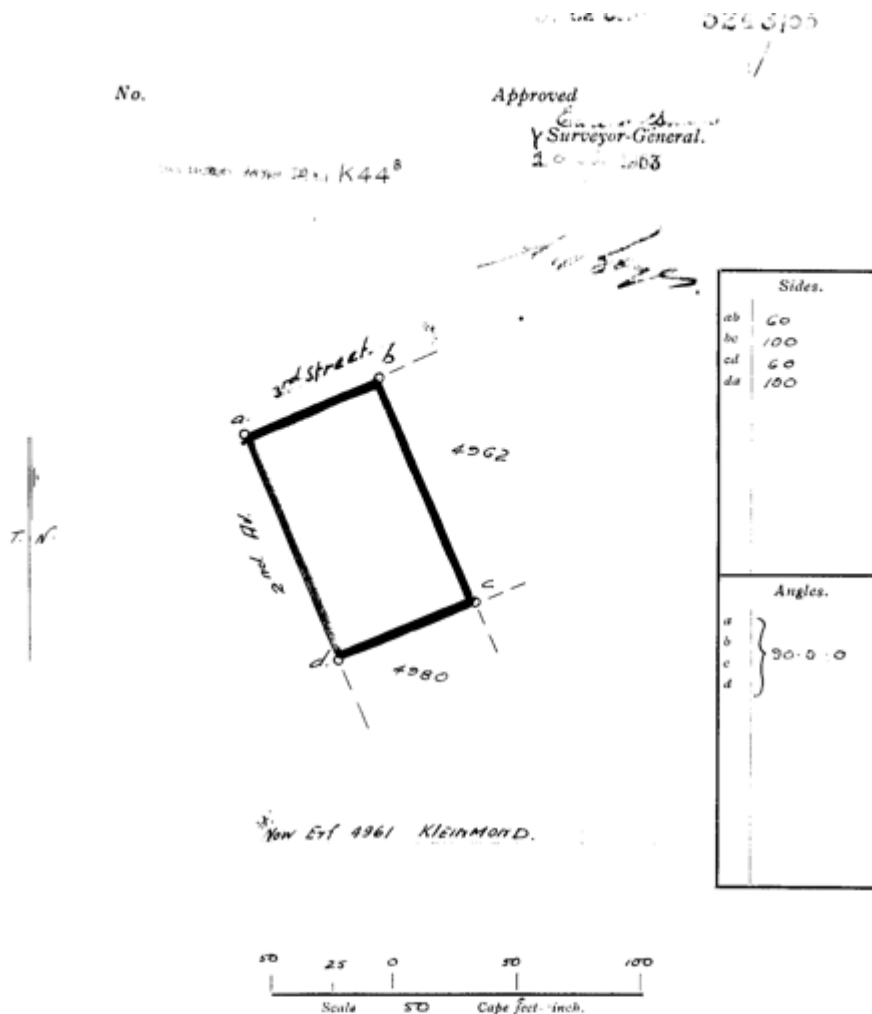 No.
Approved
Surveyor-General.
K44 B
Sides.
ab 60
bc 100
cd 60
da 100
3rd Street.
b
a.
4962
T. N.
2nd Av.
c
d.
4980
Angles.
a
b
c
d
90·0·0
Now Erf 4961 KLEINMOND.
50 25 0 50 100
Scale 50 Cape feet-inch.